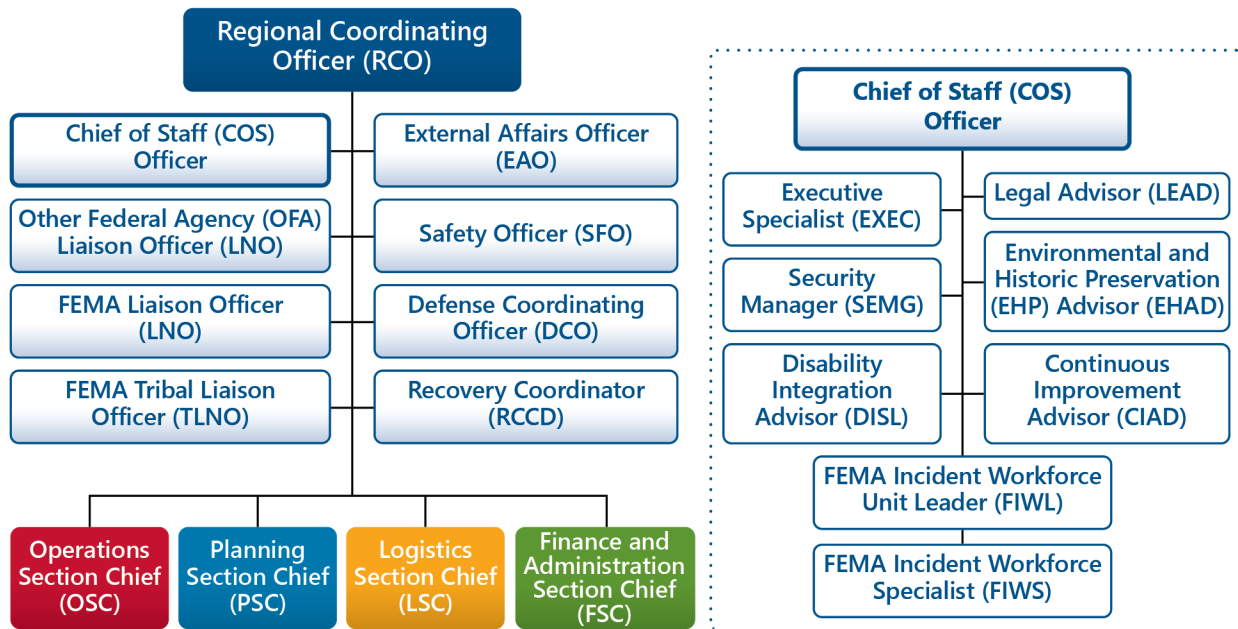 Regional Coordinating
Officer (RCO)
Chief of Staff (COS)
Officer
External Affairs Officer
(EAO)
Other Federal Agency (OFA)
Liaison Officer (LNO)
Safety Officer (SFO)
FEMA Liaison Officer
(LNO)
Defense Coordinating
Officer (DCO)
FEMA Tribal Liaison
Officer (TLNO)
Recovery Coordinator
(RCCD)
Operations
Section Chief
(OSC)
Planning
Section Chief
(PSC)
Logistics
Section Chief
(LSC)
Finance and
Administration
Section Chief
(FSC)
Chief of Staff (COS)
Officer
Executive
Specialist (EXEC)
Legal Advisor (LEAD)
Security
Manager (SEMG)
Environmental and
Historic Preservation
(EHP) Advisor (EHAD)
Disability
Integration
Advisor (DISL)
Continuous
Improvement
Advisor (CIAD)
FEMA Incident Workforce
Unit Leader (FIWL)
FEMA Incident Workforce
Specialist (FIWS)